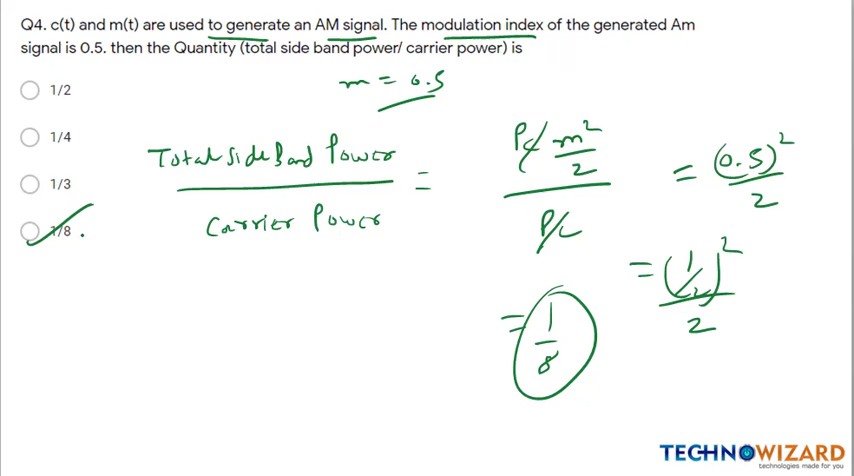 Q4. c(t) and m(t) are used to generate an AM signal. The modulation index of the generated Am
signal is 0.5. then the Quantity (total side band power/ carrier power) is
m = 0.5
1/2
1/4
1/3
1/8 .
Total Side Band Power / Carrier Power = Pc m²/2 / Pc = (0.5)²/2
= (1/2)²/2
= 1/8
TECHNOWIZARD
technologies made for you